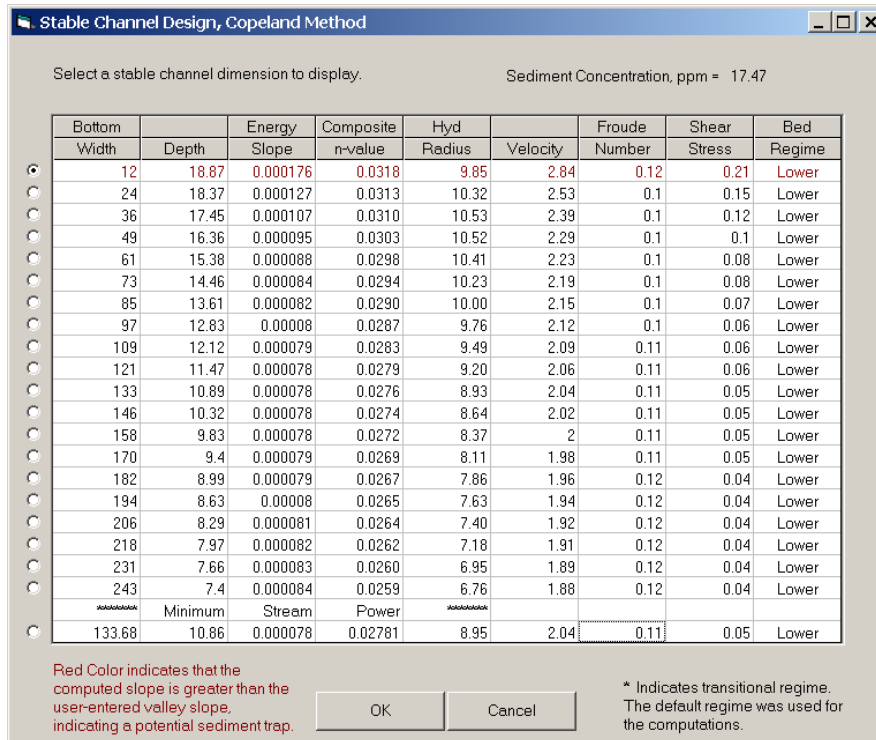 Stable Channel Design, Copeland Method
Select a stable channel dimension to display. Sediment Concentration, ppm = 17.47
Bottom Energy Composite Hyd Froude Shear Bed
Width Depth Slope n-value Radius Velocity Number Stress Regime
12 18.87 0.000176 0.0318 9.85 2.84 0.12 0.21 Lower
24 18.37 0.000127 0.0313 10.32 2.53 0.1 0.15 Lower
36 17.45 0.000107 0.0310 10.53 2.39 0.1 0.12 Lower
49 16.36 0.000095 0.0303 10.52 2.29 0.1 0.1 Lower
61 15.38 0.000088 0.0298 10.41 2.23 0.1 0.08 Lower
73 14.46 0.000084 0.0294 10.23 2.19 0.1 0.08 Lower
85 13.61 0.000082 0.0290 10.00 2.15 0.1 0.07 Lower
97 12.83 0.00008 0.0287 9.76 2.12 0.1 0.06 Lower
109 12.12 0.000079 0.0283 9.49 2.09 0.11 0.06 Lower
121 11.47 0.000078 0.0279 9.20 2.06 0.11 0.06 Lower
133 10.89 0.000078 0.0276 8.93 2.04 0.11 0.05 Lower
146 10.32 0.000078 0.0274 8.64 2.02 0.11 0.05 Lower
158 9.83 0.000078 0.0272 8.37 2 0.11 0.05 Lower
170 9.4 0.000079 0.0269 8.11 1.98 0.11 0.05 Lower
182 8.99 0.000079 0.0267 7.86 1.96 0.12 0.04 Lower
194 8.63 0.00008 0.0265 7.63 1.94 0.12 0.04 Lower
206 8.29 0.000081 0.0264 7.40 1.92 0.12 0.04 Lower
218 7.97 0.000082 0.0262 7.18 1.91 0.12 0.04 Lower
231 7.66 0.000083 0.0260 6.95 1.89 0.12 0.04 Lower
243 7.4 0.000084 0.0259 6.76 1.88 0.12 0.04 Lower
******** Minimum Stream Power ********
133.68 10.86 0.000078 0.02781 8.95 2.04 0.11 0.05 Lower
Red Color indicates that the
computed slope is greater than the
user-entered valley slope,
indicating a potential sediment trap.
OK Cancel
* Indicates transitional regime.
The default regime was used for
the computations.